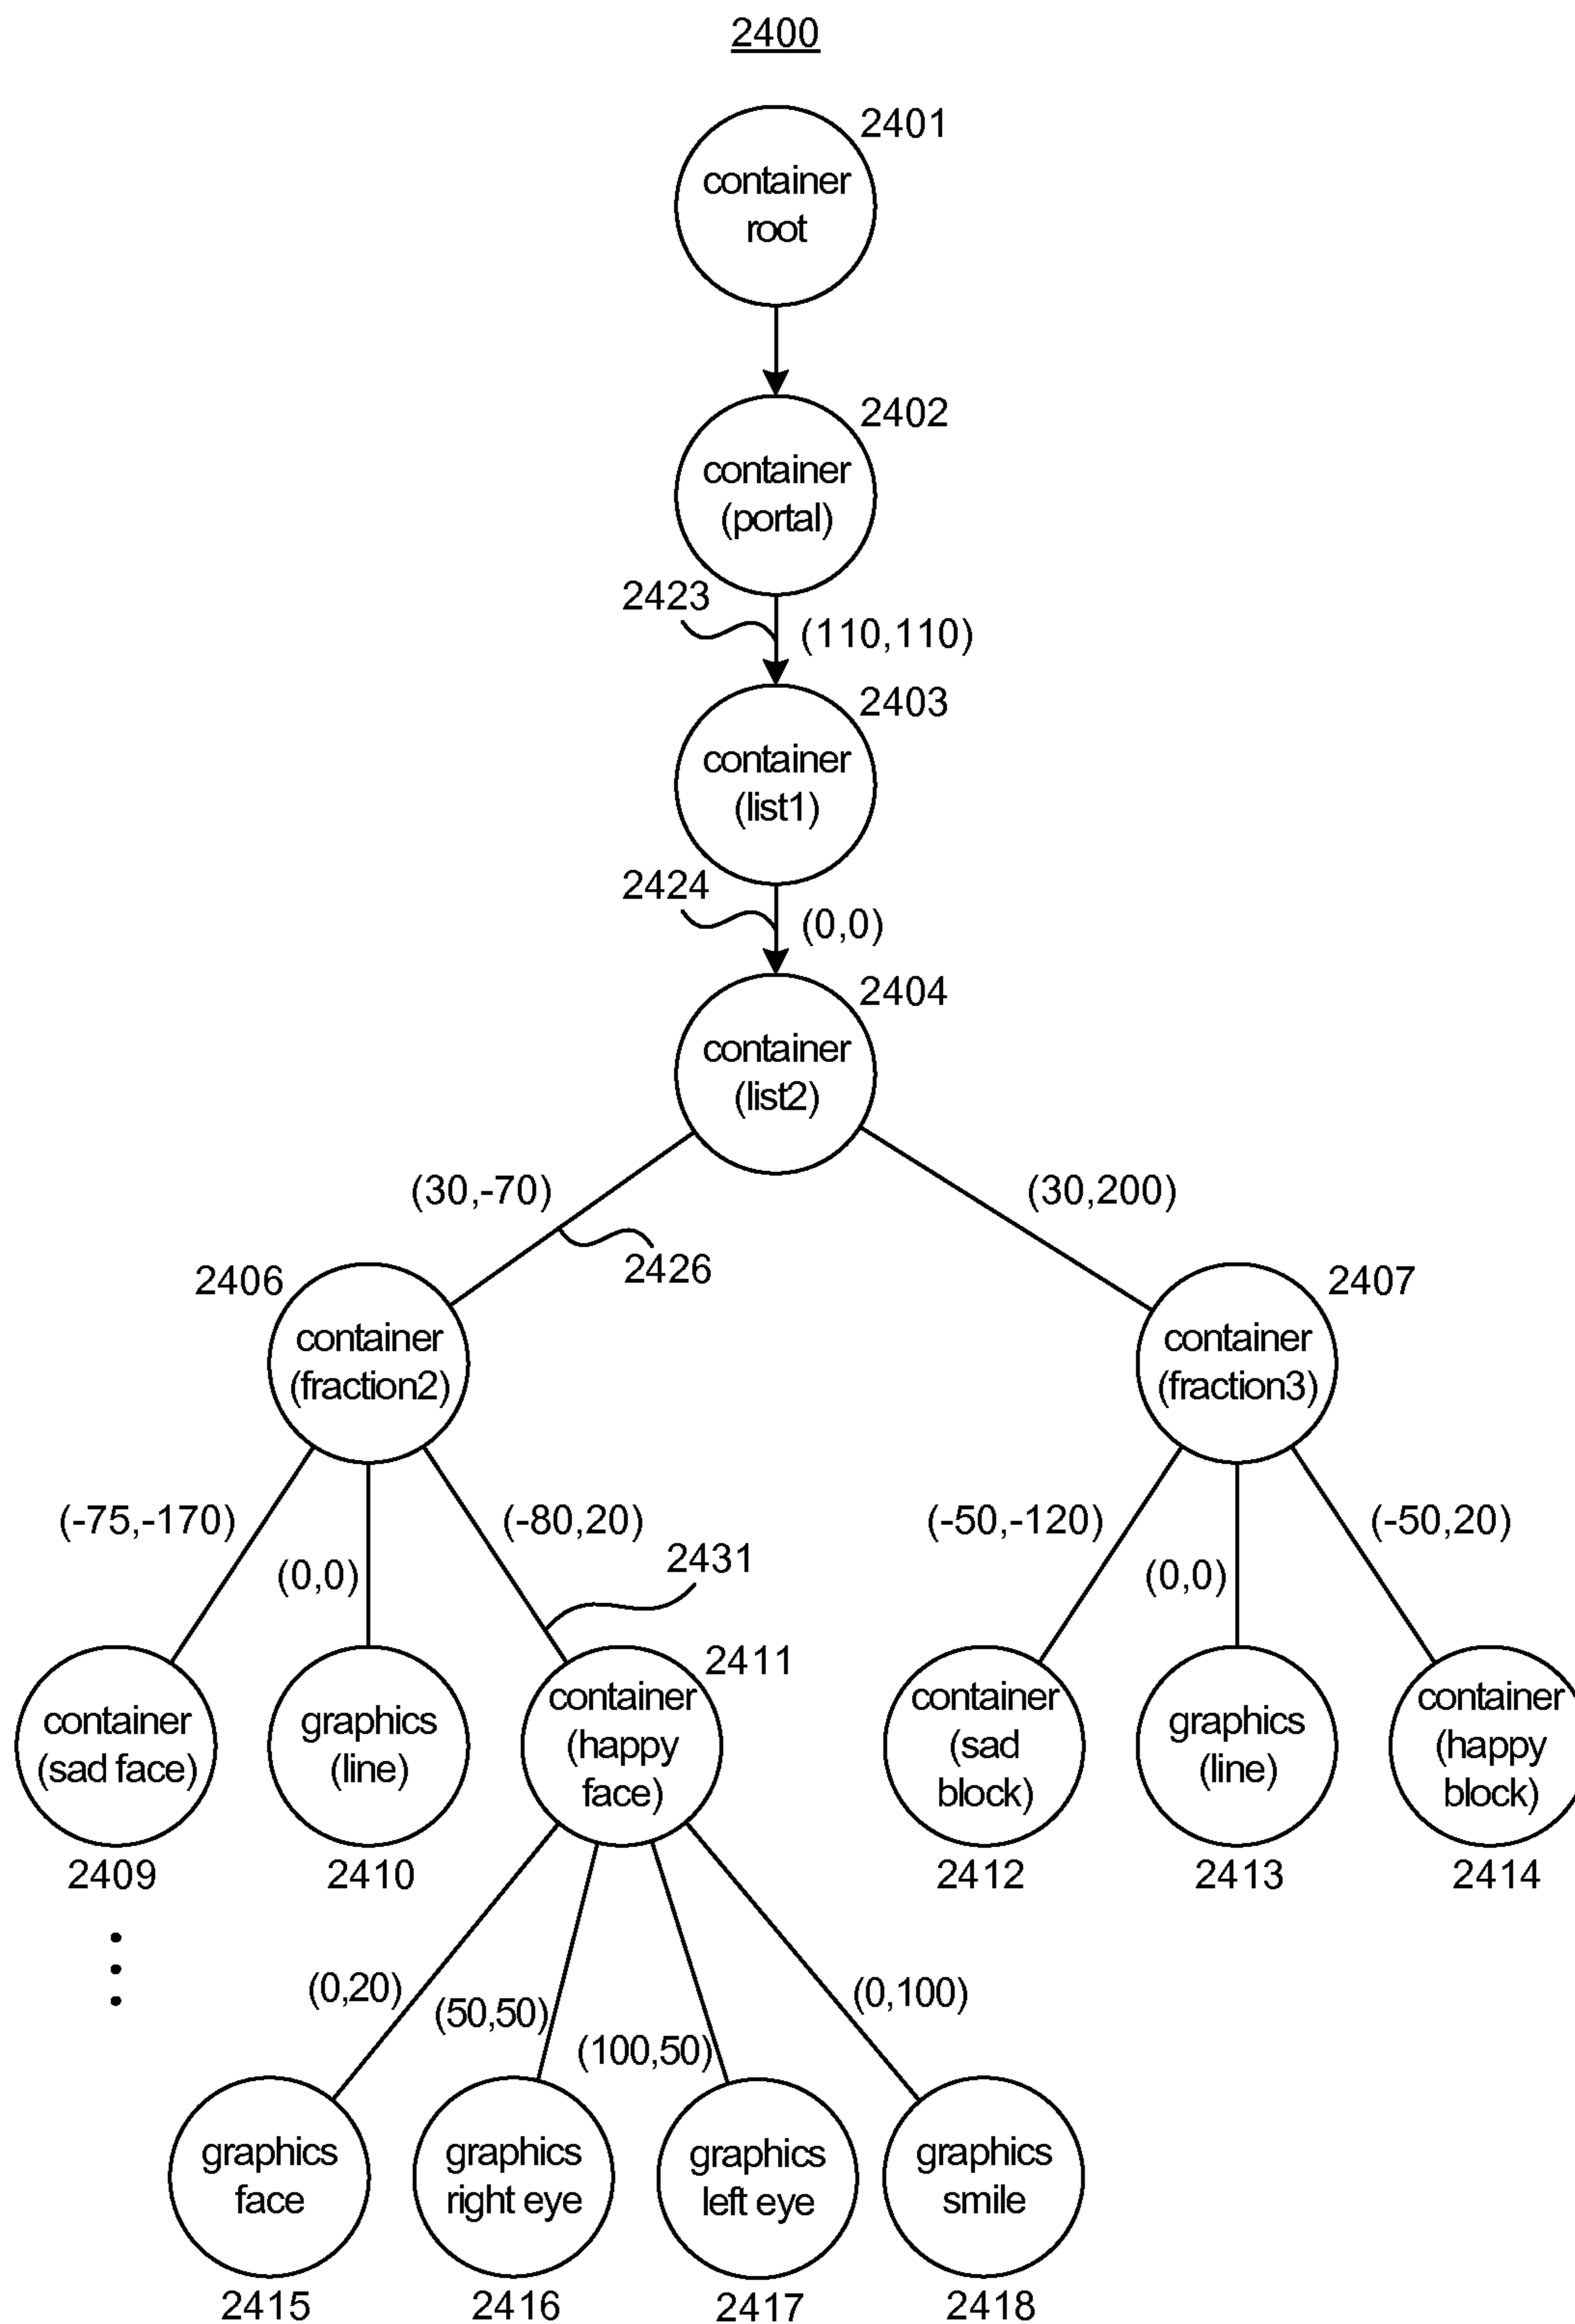 2400
2401
container
root
2402
container
(portal)
2423
(110,110)
2403
container
(list1)
2424
(0,0)
2404
container
(list2)
(30,-70)
(30,200)
2426
2406
container
(fraction2)
2407
container
(fraction3)
(-75,-170)
(0,0)
(-80,20)
2431
(-50,-120)
(0,0)
(-50,20)
container
(sad face)
2409
graphics
(line)
2410
2411
container
(happy
face)
container
(sad
block)
2412
graphics
(line)
2413
container
(happy
block)
2414
(0,20)
(50,50)
(100,50)
(0,100)
graphics
face
2415
graphics
right eye
2416
graphics
left eye
2417
graphics
smile
2418